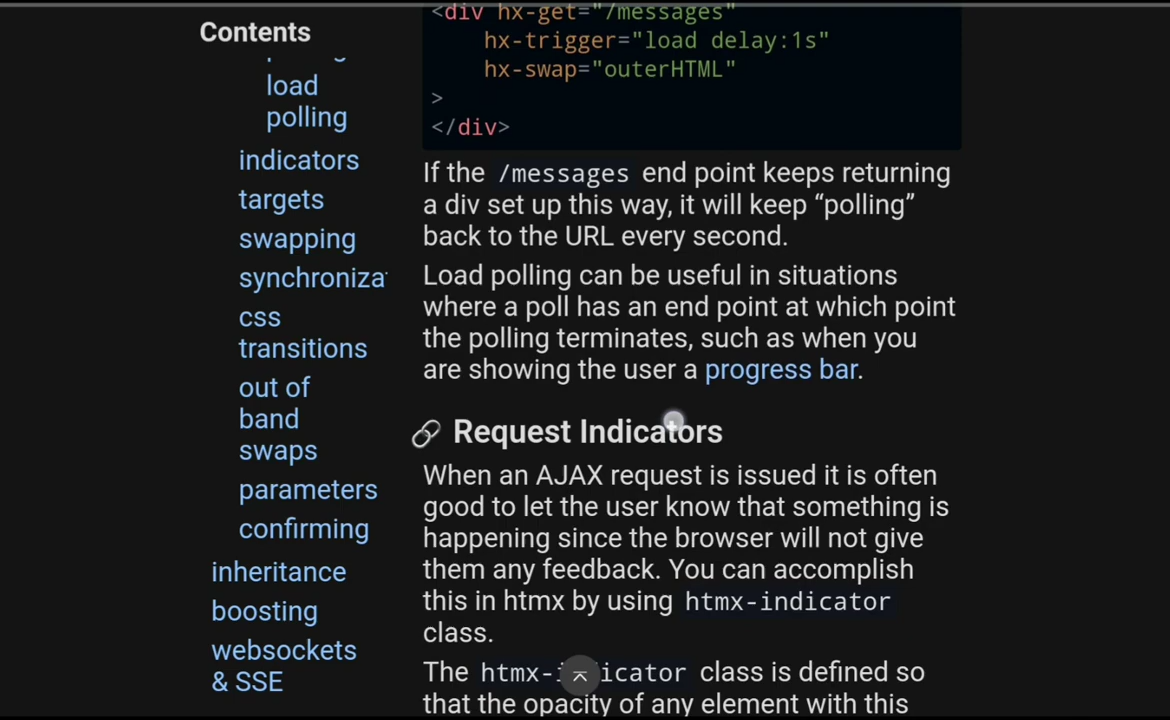 Contents
load
polling
indicators
targets
swapping
synchroniza
css
transitions
out of
band
swaps
parameters
confirming
inheritance
boosting
websockets
& SSE
<div hx-get="/messages"
hx-trigger="load delay:1s"
hx-swap="outerHTML"
>
</div>
If the /messages end point keeps returning
a div set up this way, it will keep “polling”
back to the URL every second.
Load polling can be useful in situations
where a poll has an end point at which point
the polling terminates, such as when you
are showing the user a progress bar.
Request Indicators
When an AJAX request is issued it is often
good to let the user know that something is
happening since the browser will not give
them any feedback. You can accomplish
this in htmx by using htmx-indicator
class.
The htmx-indicator class is defined so
that the opacity of any element with this